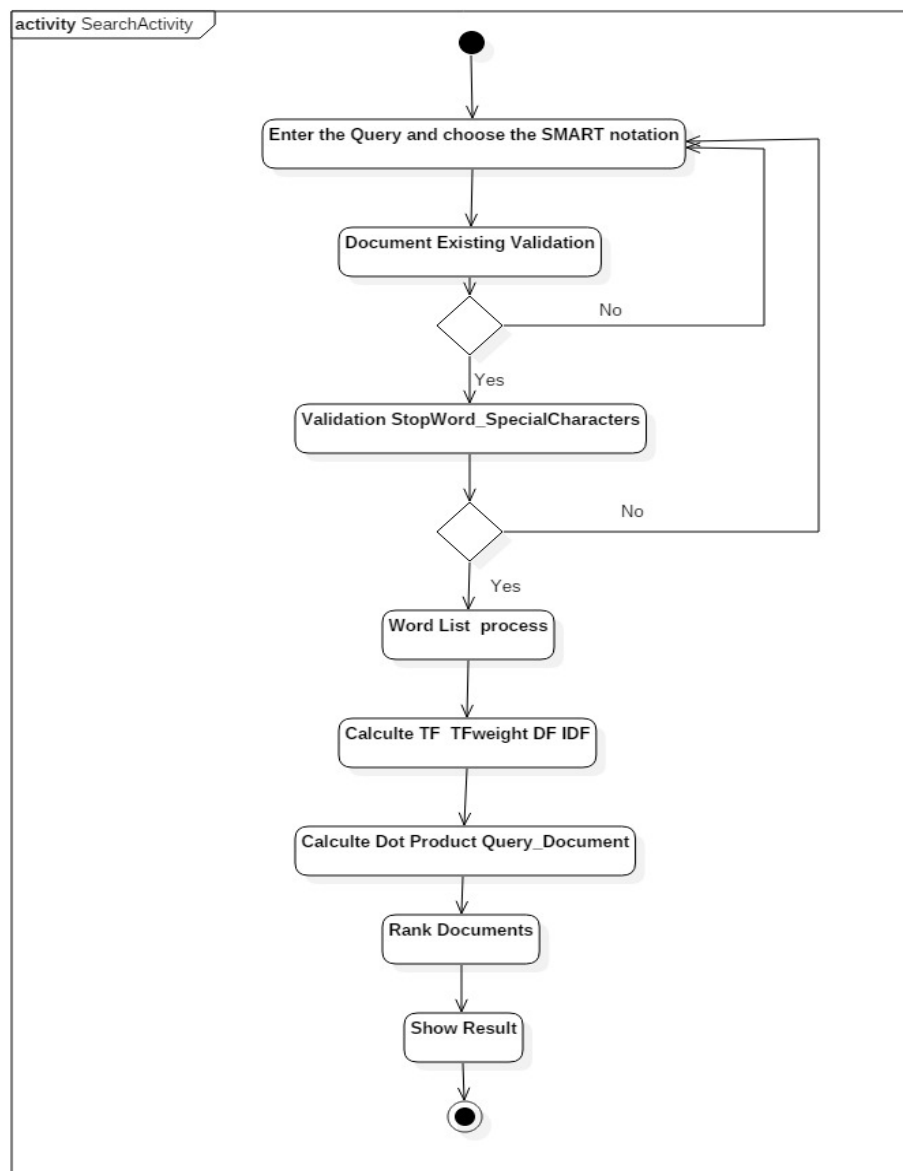 activity SearchActivity
Enter the Query and choose the SMART notation
Document Existing Validation
No
Yes
Validation StopWord_SpecialCharacters
No
Yes
Word List process
Calculte TF TFweight DF IDF
Calculte Dot Product Query_Document
Rank Documents
Show Result